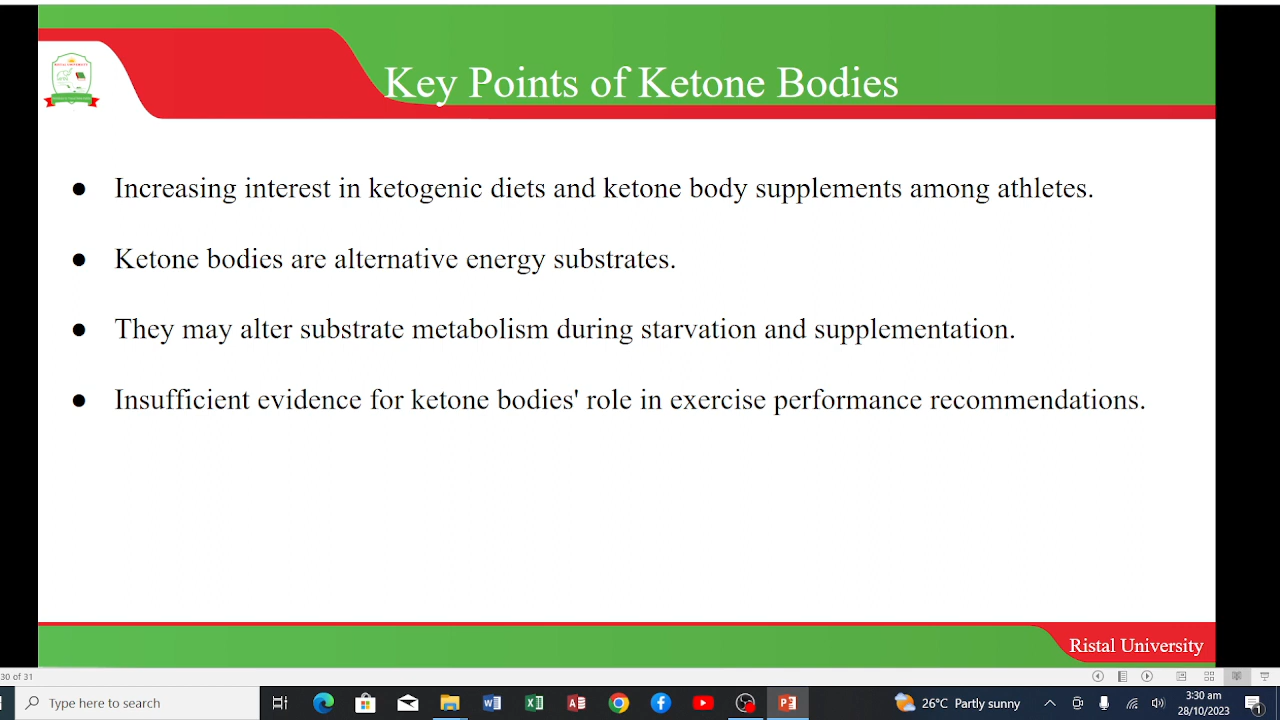 Key Points of Ketone Bodies
● Increasing interest in ketogenic diets and ketone body supplements among athletes.
● Ketone bodies are alternative energy substrates.
● They may alter substrate metabolism during starvation and supplementation.
● Insufficient evidence for ketone bodies' role in exercise performance recommendations.
Ristal University
30 of 31
Type here to search
26°C Partly sunny
3:30 am
28/10/2023
1